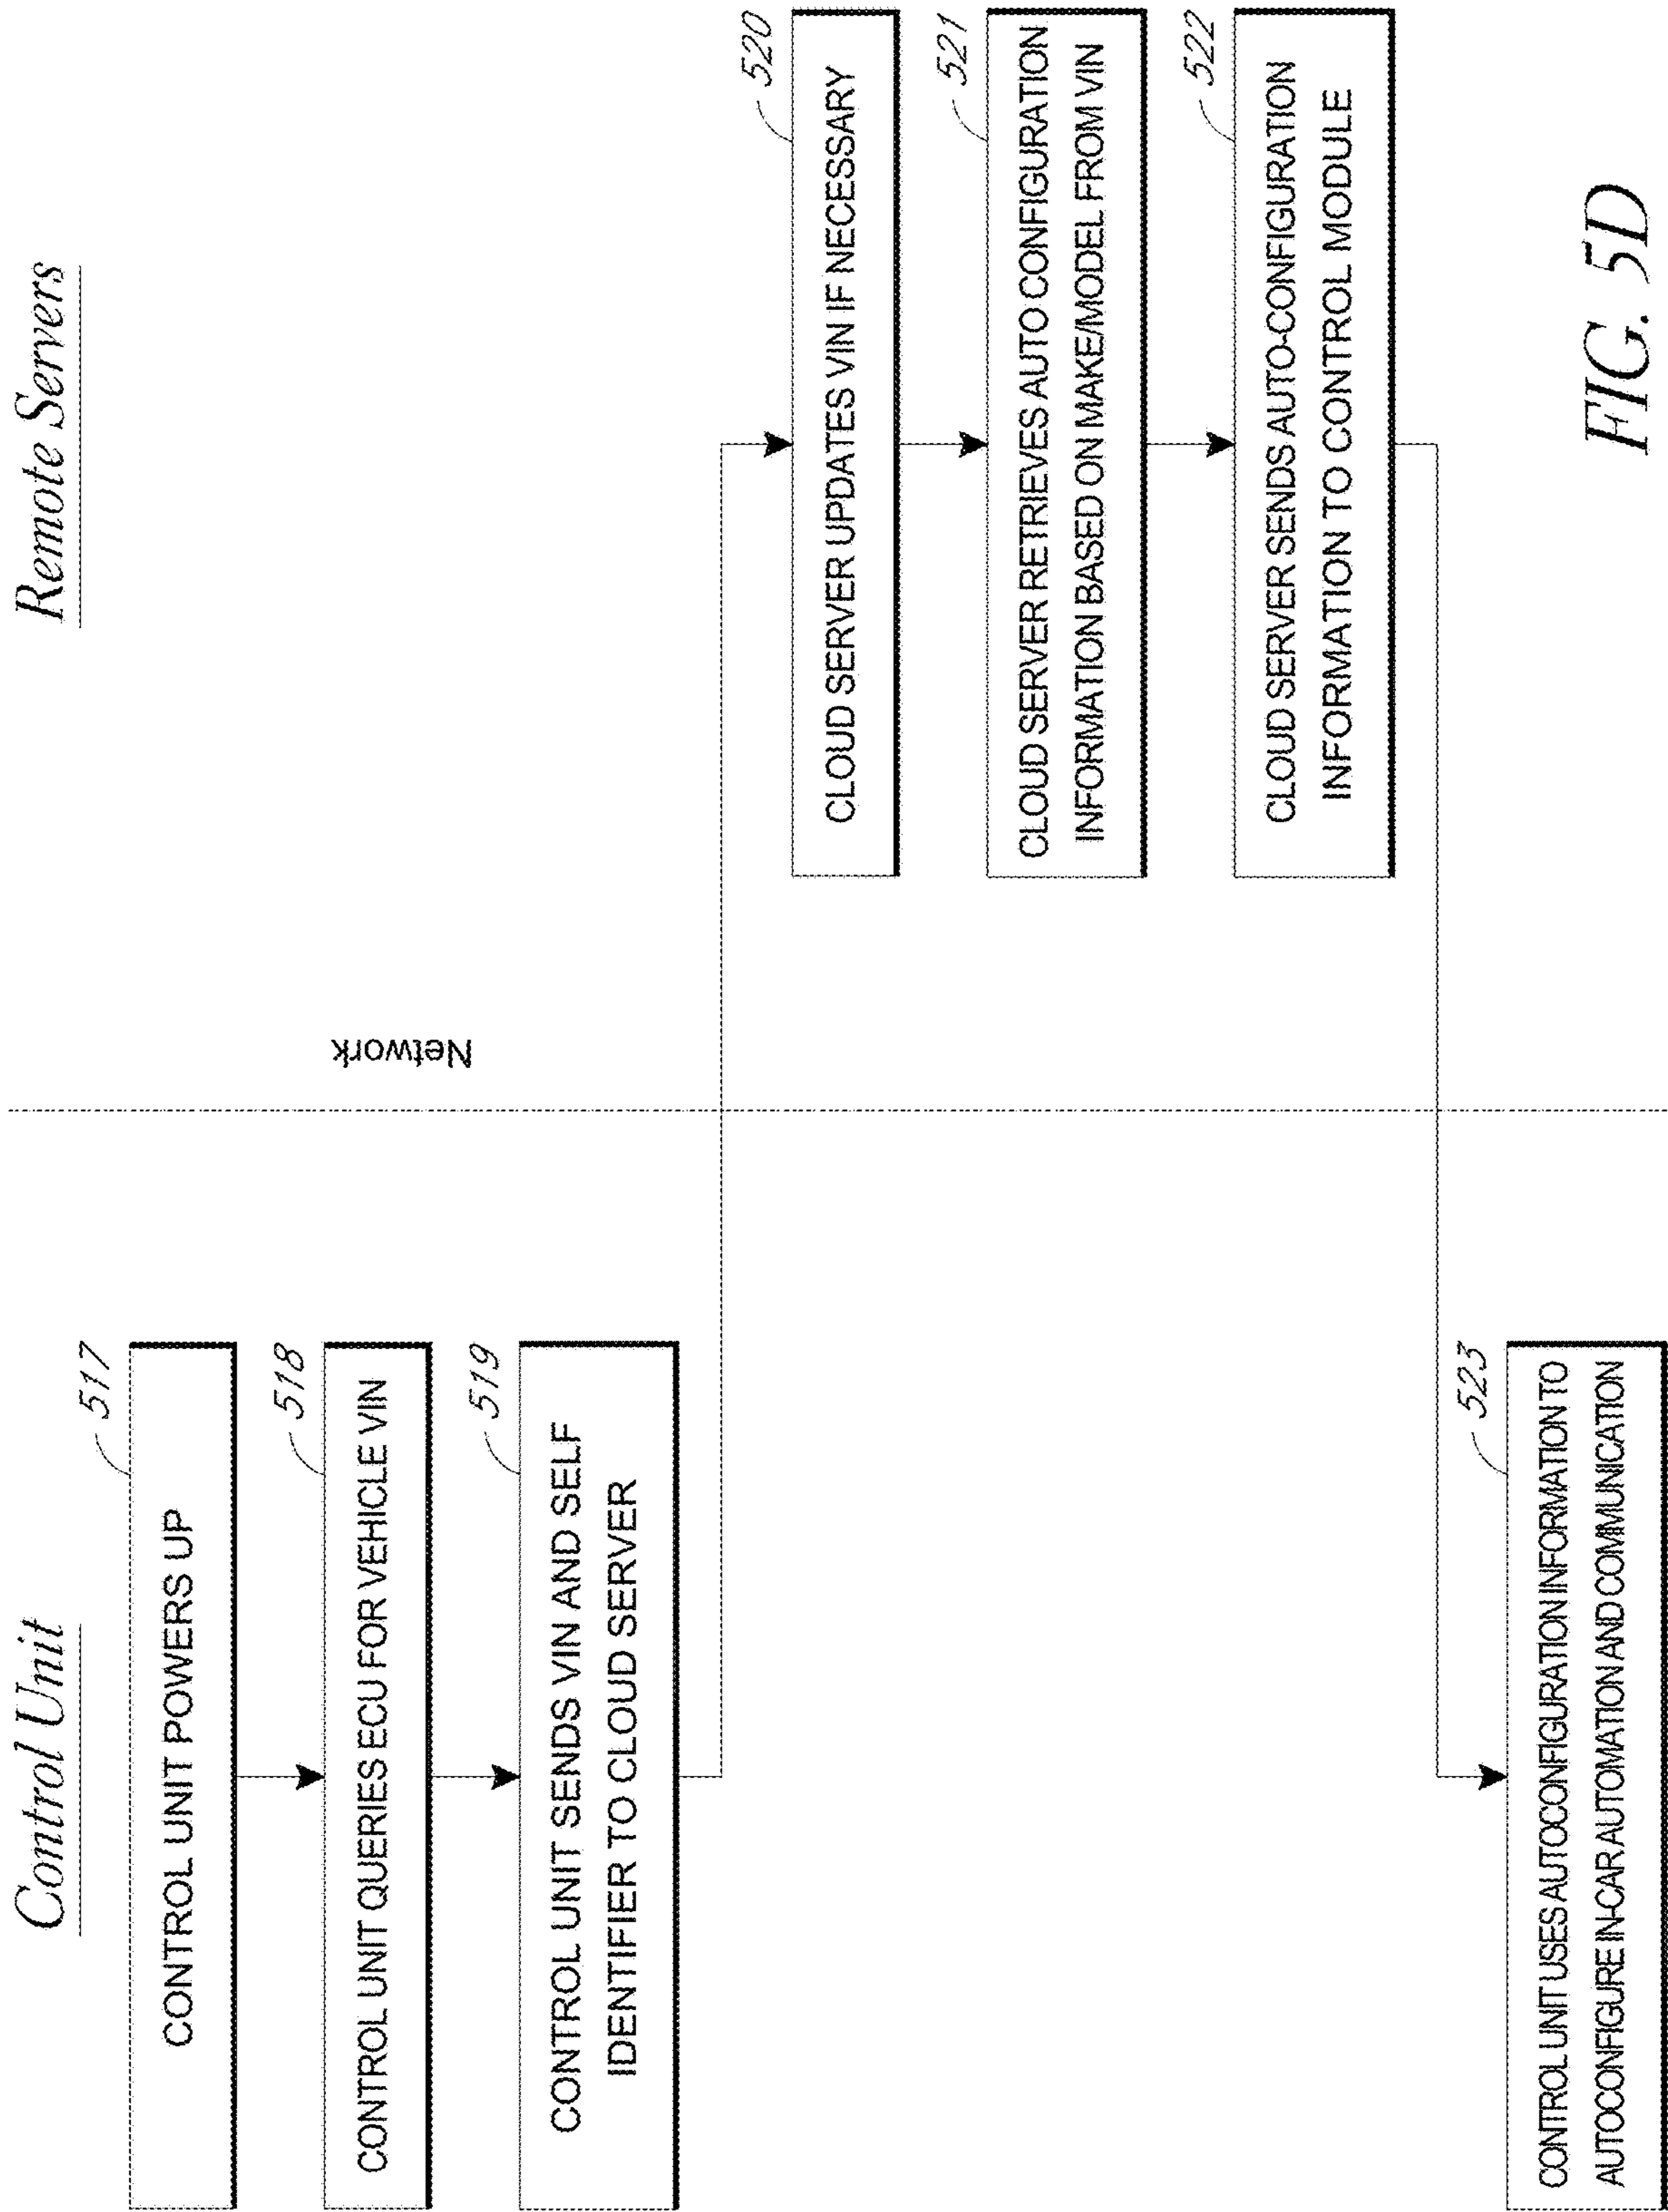 Control Unit
Remote Servers
Network
517
CONTROL UNIT POWERS UP
518
CONTROL UNIT QUERIES ECU FOR VEHICLE VIN
519
CONTROL UNIT SENDS VIN AND SELF
IDENTIFIER TO CLOUD SERVER
520
CLOUD SERVER UPDATES VIN IF NECESSARY
521
CLOUD SERVER RETRIEVES AUTO CONFIGURATION
INFORMATION BASED ON MAKE/MODEL FROM VIN
522
CLOUD SERVER SENDS AUTO-CONFIGURATION
INFORMATION TO CONTROL MODULE
523
CONTROL UNIT USES AUTOCONFIGURATION INFORMATION TO
AUTOCONFIGURE IN-CAR AUTOMATION AND COMMUNICATION
FIG. 5D